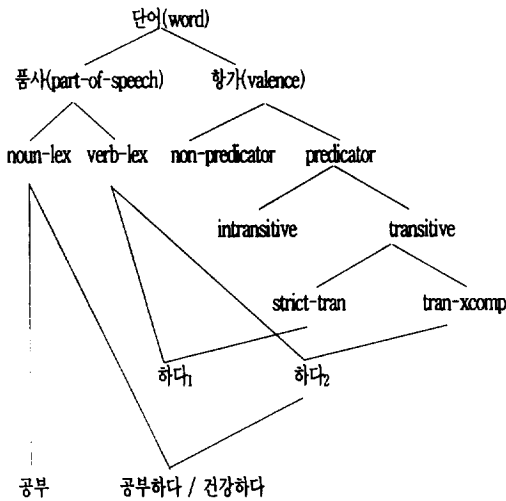 단어(word)
품사(part-of-speech) 항가(valence)
noun-lex verb-lex non-predicator predicator
intransitive transitive
strict-tran tran-xcomp
하다₁ 하다₂
공부 공부하다 / 건강하다